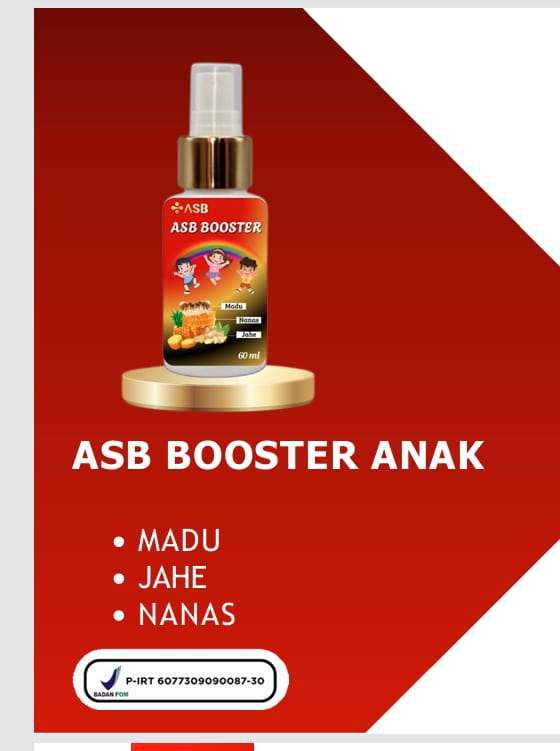 ASB
ASB BOOSTER
Madu
Nanas
Jahe
60 ml
ASB BOOSTER ANAK
• MADU
• JAHE
• NANAS
BADAN POM
P-IRT 6077309090087-30